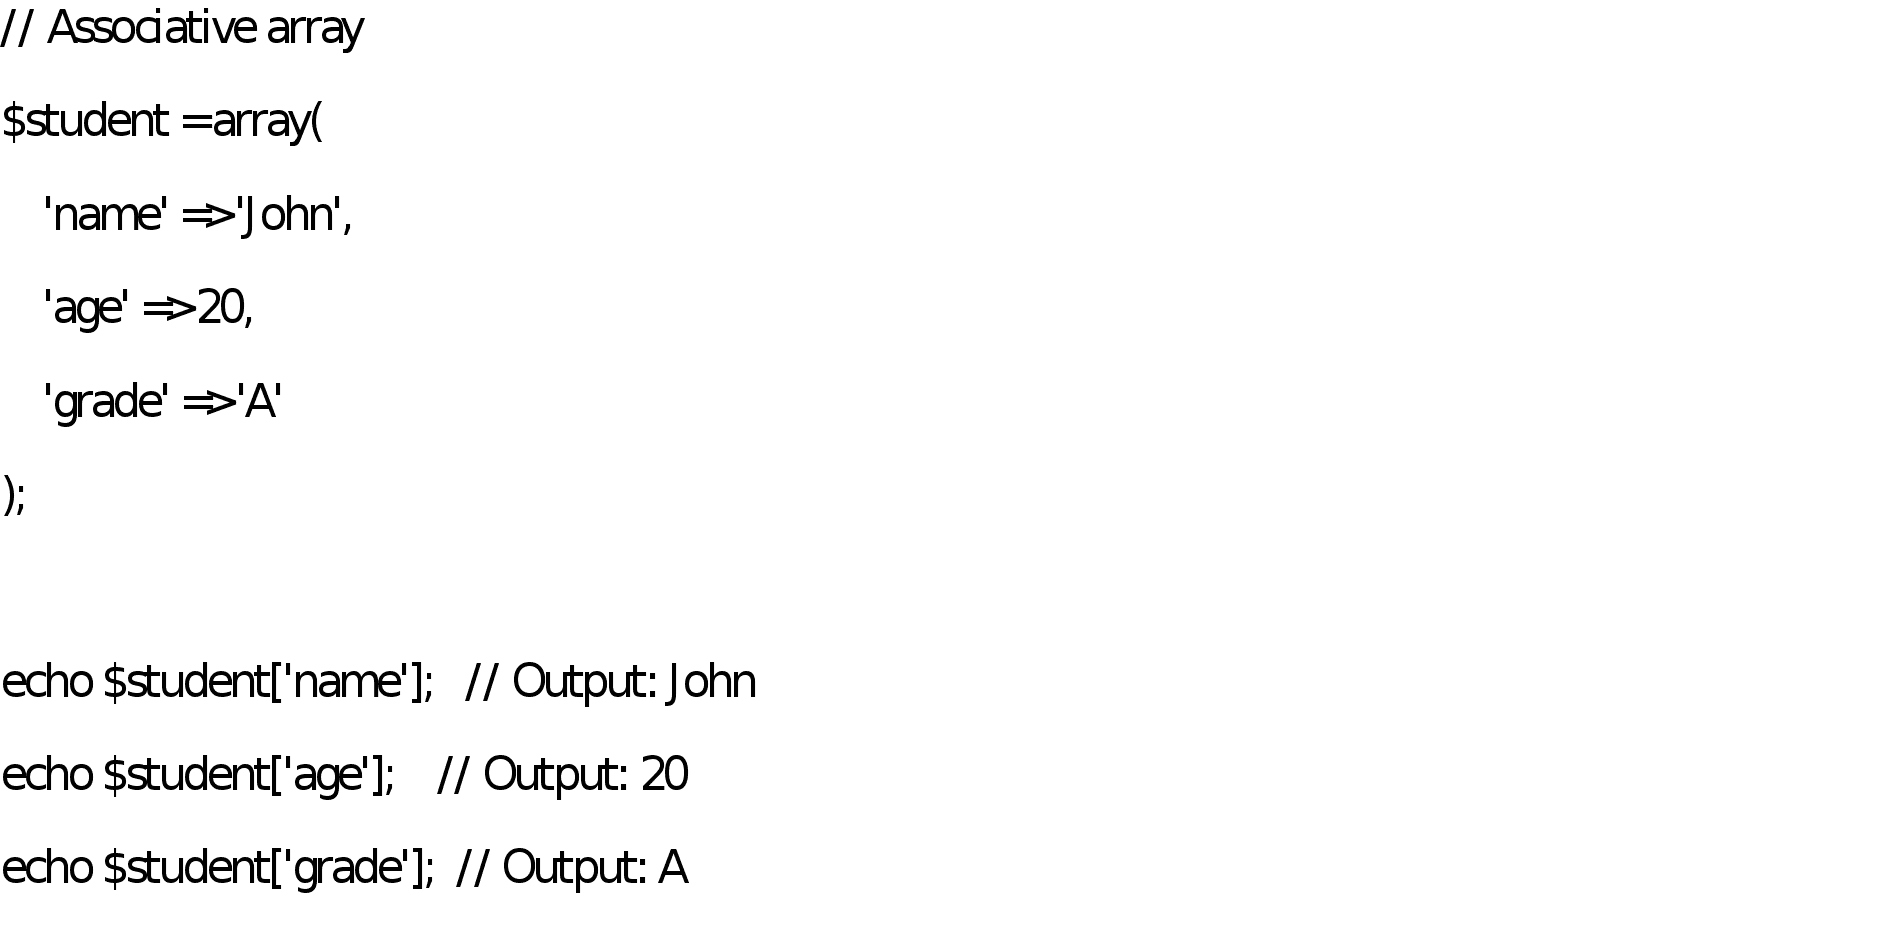 // Associative array
$student = array(
    'name' => 'John',
    'age' => 20,
    'grade' => 'A'
);

echo $student['name'];   // Output: John
echo $student['age'];    // Output: 20
echo $student['grade'];  // Output: A